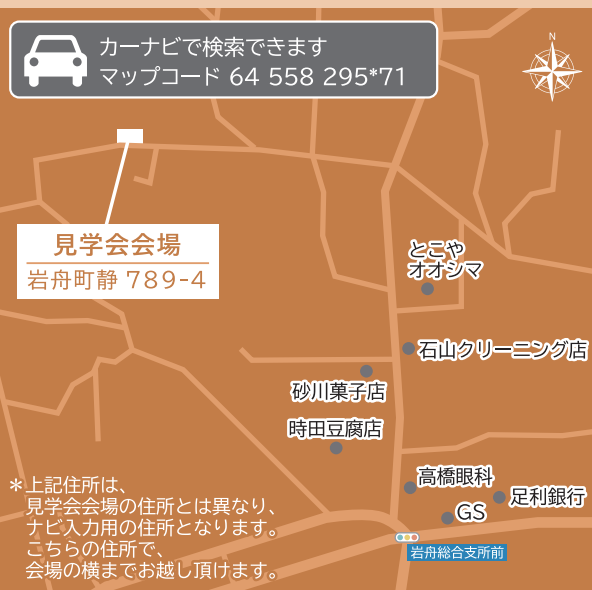 カーナビで検索できます
マップコード 64 558 295*71
N
見学会会場
岩舟町静 789-4
とこや
オオシマ
石山クリーニング店
砂川菓子店
時田豆腐店
高橋眼科
足利銀行
GS
岩舟総合支所前
＊上記住所は、
見学会会場の住所とは異なり、
ナビ入力用の住所となります。
こちらの住所で、
会場の横までお越し頂けます。